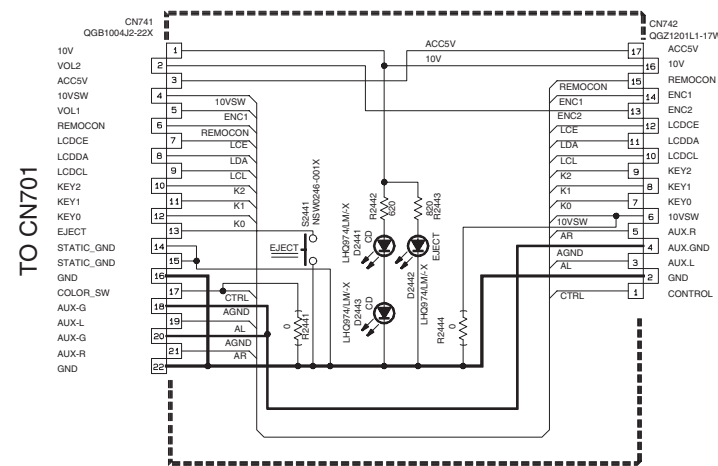 TO CN701
CN741
QGB1004J2-22X
10V 1
VOL2 2
ACC5V 3
10VSW 4
VOL1 5
REMOCON 6
LCDCE 7
LCDDA 8
LCDCL 9
KEY2 10
KEY1 11
KEY0 12
EJECT 13
STATIC_GND 14
STATIC_GND 15
GND 16
COLOR_SW 17
AUX-G 18
AUX-L 19
AUX-G 20
AUX-R 21
GND 22
10VSW
ENC1
REMOCON
LCE
LDA
LCL
K2
K1
K0
CTRL
AGND
AL
AGND
AR
S2441
NSW0246-001X
EJECT
0
R2441
ACC5V
10V
R2442
620
820
R2443
LHQ974/LM/-X
D2441
CD
EJECT
D2442
LHQ974/LM/-X
LHQ974/LM/-X
D2443
CD
R2444
0
REMOCON
ENC1
ENC2
LCE
LDA
LCL
K2
K1
K0
10VSW
AR
AGND
AL
CTRL
CN742
QGZ1201L1-17W
17 ACC5V
16 10V
15 REMOCON
14 ENC1
13 ENC2
12 LCDCE
11 LCDDA
10 LCDCL
9 KEY2
8 KEY1
7 KEY0
6 10VSW
5 AUX.R
4 AUX.GND
3 AUX.L
2 GND
1 CONTROL